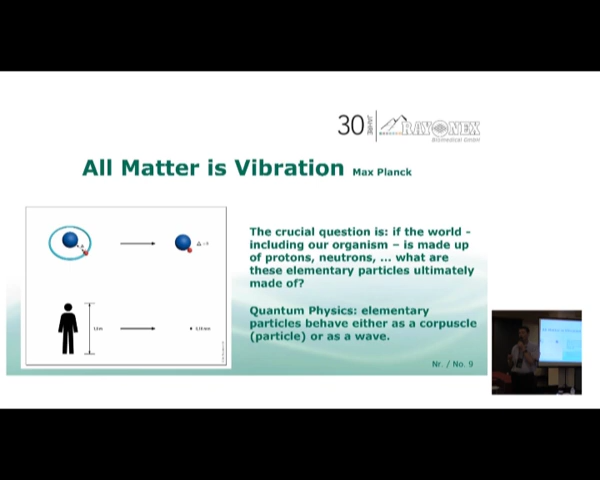 30
RAYONEX
Biomedical GmbH
All Matter is Vibration Max Planck
The crucial question is: if the world -
including our organism – is made up
of protons, neutrons, ... what are
these elementary particles ultimately
made of?
Quantum Physics: elementary
particles behave either as a corpuscle
(particle) or as a wave.
Nr. / No. 9